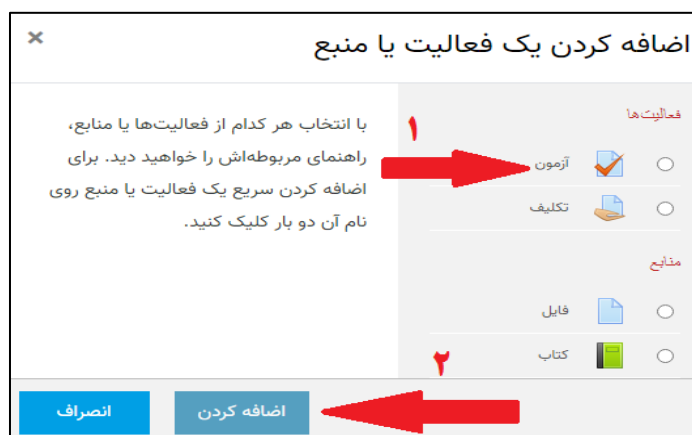 اضافه کردن یک فعالیت یا منبع
×
فعالیت‌ها
آزمون
تکلیف
منابع
فایل
کتاب
۱
با انتخاب هر کدام از فعالیت‌ها یا منابع،
راهنمای مربوطه‌اش را خواهید دید. برای
اضافه کردن سریع یک فعالیت یا منبع روی
نام آن دو بار کلیک کنید.
۲
اضافه کردن
انصراف